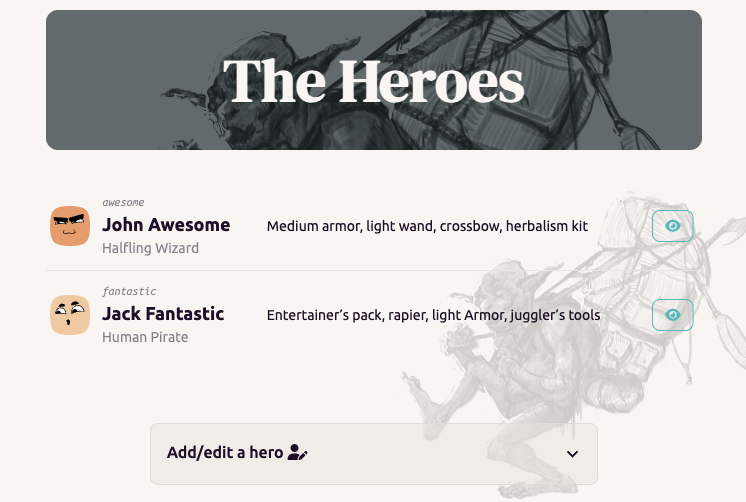 The Heroes
awesome
John Awesome
Halfling Wizard
Medium armor, light wand, crossbow, herbalism kit
fantastic
Jack Fantastic
Human Pirate
Entertainer’s pack, rapier, light Armor, juggler’s tools
Add/edit a hero